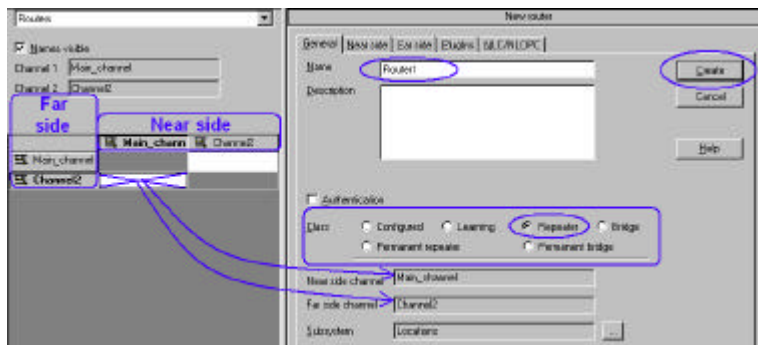 Routers
Names visible
Channel 1 Main_channel
Channel 2 Channel2
Far side
Near side
Main_chann Channel2
Main_channel
Channel2
New router
General Near side Far side Plugins NLC/NLOPC
Name Router1 Create
Description Cancel
Help
Authentication
Class Configured Learning Repeater Bridge
Permanent repeater Permanent bridge
Near side channel Main_channel
Far side channel Channel2
Subsystem Locations ...